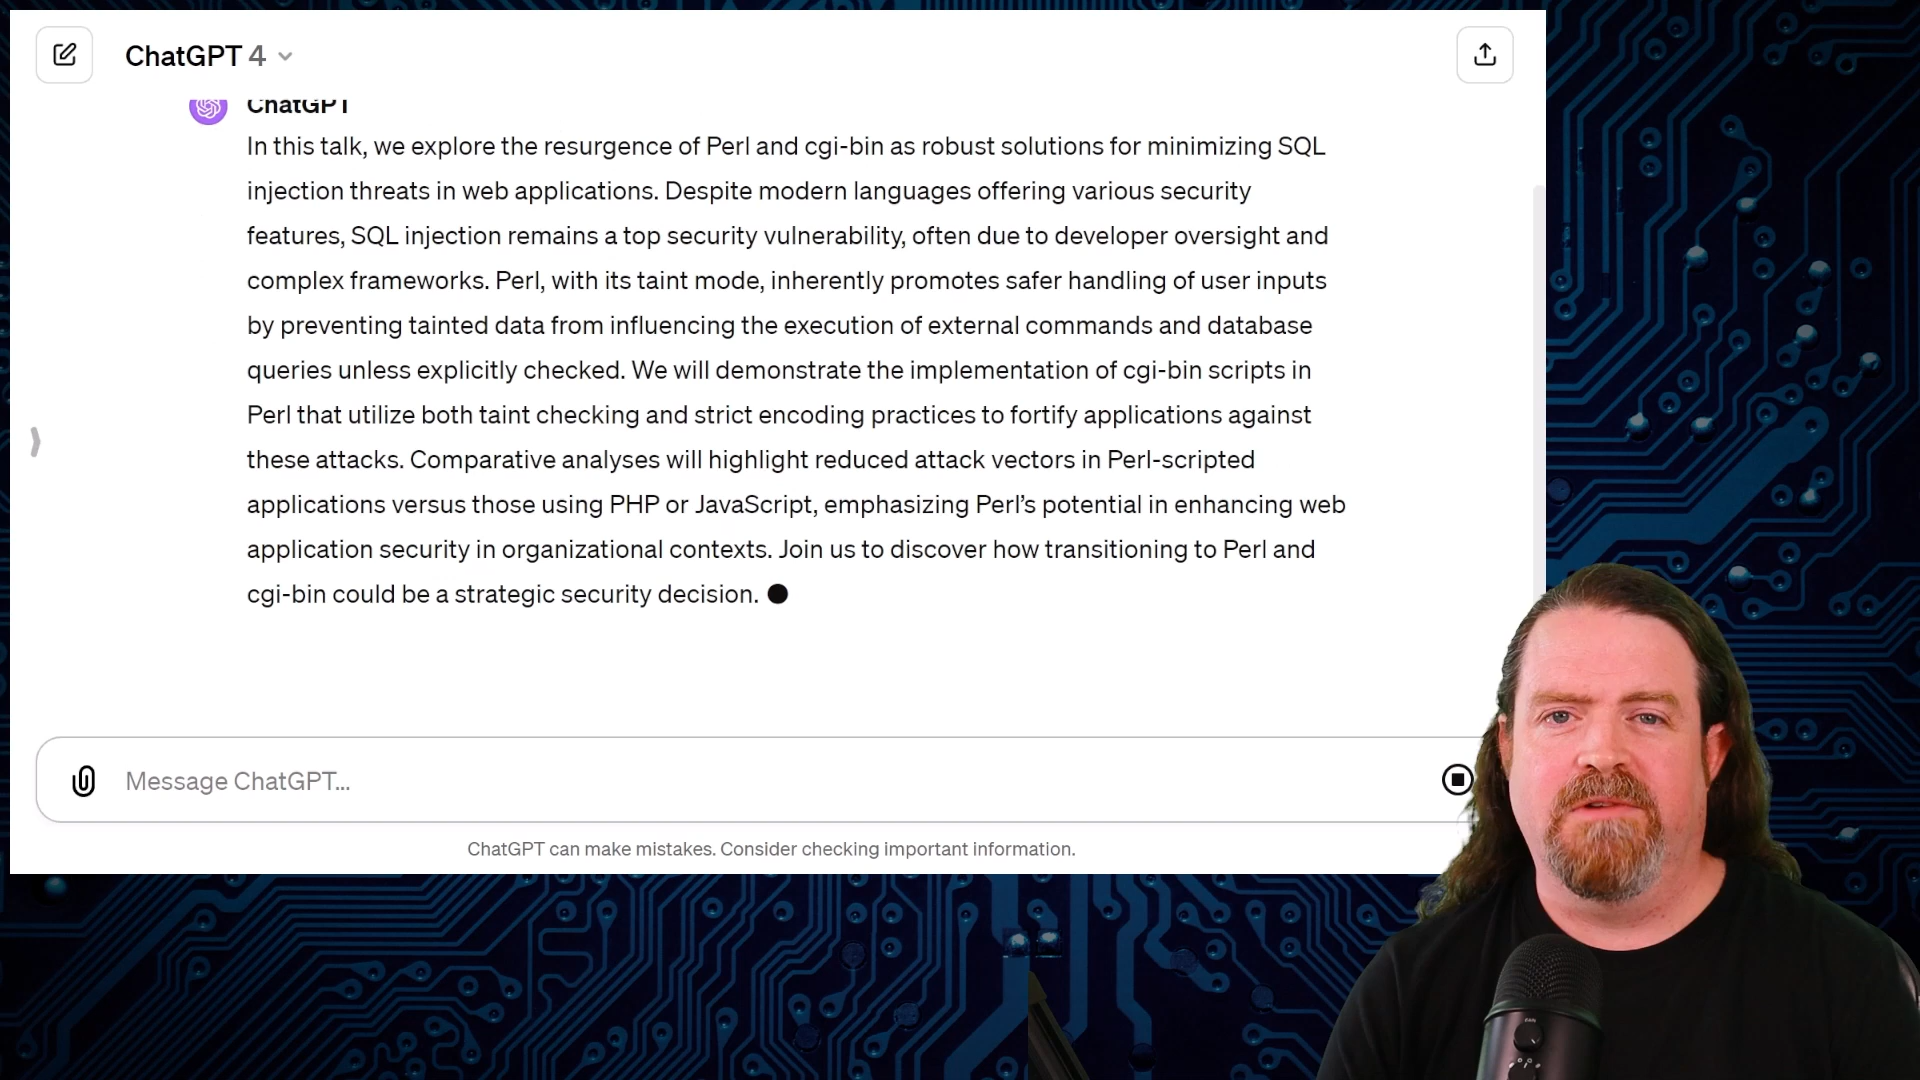 ChatGPT 4
ChatGPT
In this talk, we explore the resurgence of Perl and cgi-bin as robust solutions for minimizing SQL
injection threats in web applications. Despite modern languages offering various security
features, SQL injection remains a top security vulnerability, often due to developer oversight and
complex frameworks. Perl, with its taint mode, inherently promotes safer handling of user inputs
by preventing tainted data from influencing the execution of external commands and database
queries unless explicitly checked. We will demonstrate the implementation of cgi-bin scripts in
Perl that utilize both taint checking and strict encoding practices to fortify applications against
these attacks. Comparative analyses will highlight reduced attack vectors in Perl-scripted
applications versus those using PHP or JavaScript, emphasizing Perl’s potential in enhancing web
application security in organizational contexts. Join us to discover how transitioning to Perl and
cgi-bin could be a strategic security decision.
Message ChatGPT...
ChatGPT can make mistakes. Consider checking important information.